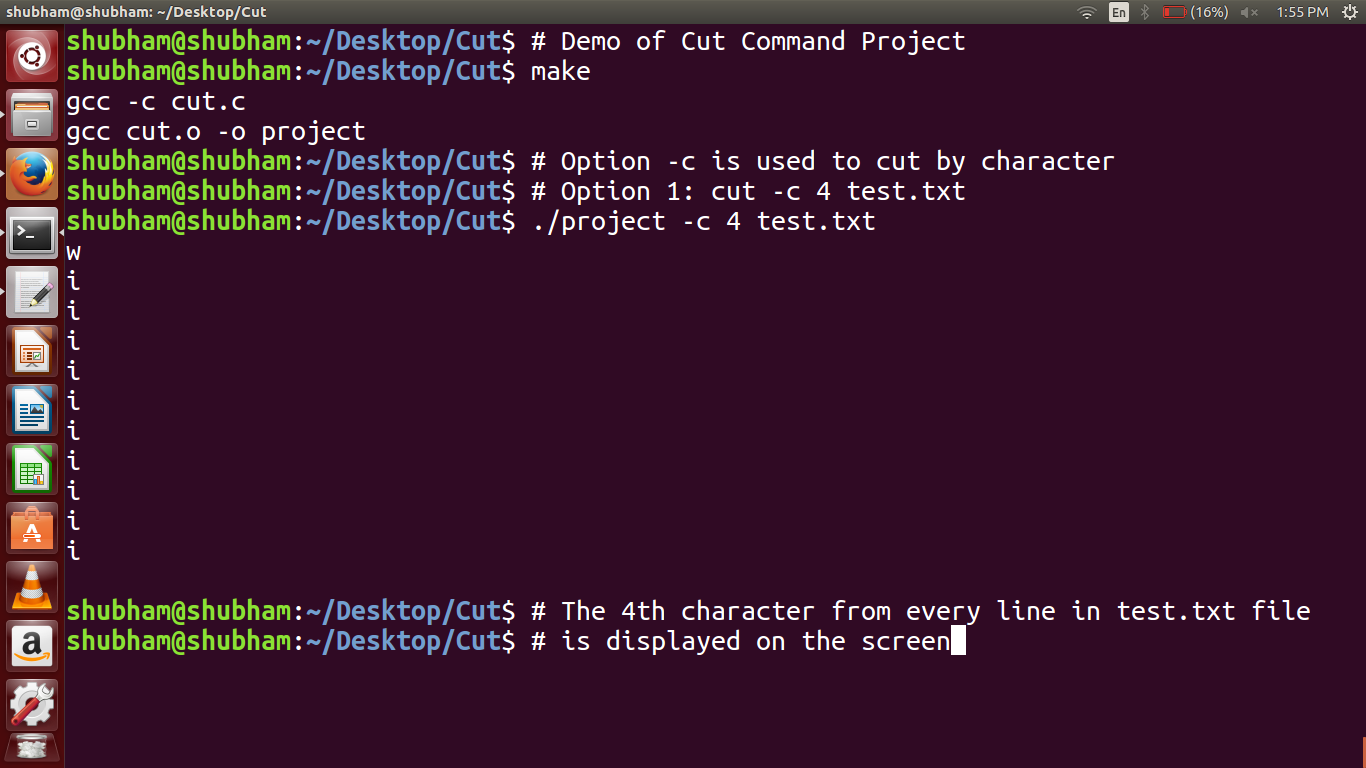 shubham@shubham: ~/Desktop/Cut
En
(16%)
1:55 PM
shubham@shubham:~/Desktop/Cut$ # Demo of Cut Command Project
shubham@shubham:~/Desktop/Cut$ make
gcc -c cut.c
gcc cut.o -o project
shubham@shubham:~/Desktop/Cut$ # Option -c is used to cut by character
shubham@shubham:~/Desktop/Cut$ # Option 1: cut -c 4 test.txt
shubham@shubham:~/Desktop/Cut$ ./project -c 4 test.txt
w
i
i
i
i
i
i
i
i
i
i
shubham@shubham:~/Desktop/Cut$ # The 4th character from every line in test.txt file
shubham@shubham:~/Desktop/Cut$ # is displayed on the screen